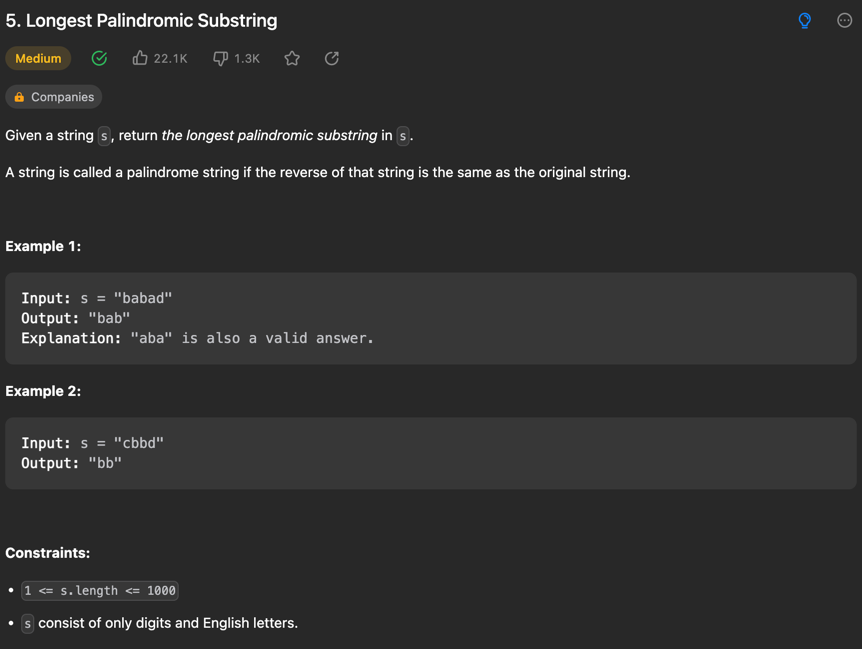 5. Longest Palindromic Substring
Medium 22.1K 1.3K
Companies
Given a string s, return the longest palindromic substring in s.
A string is called a palindrome string if the reverse of that string is the same as the original string.
Example 1:
Input: s = "babad"
Output: "bab"
Explanation: "aba" is also a valid answer.
Example 2:
Input: s = "cbbd"
Output: "bb"
Constraints:
• 1 <= s.length <= 1000
• s consist of only digits and English letters.